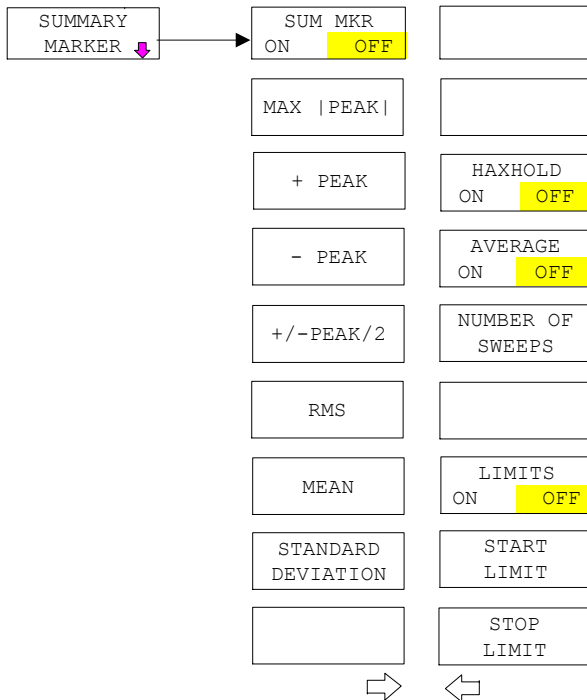 SUMMARY
MARKER
SUM MKR
ON OFF
MAX |PEAK|
+ PEAK
- PEAK
+/-PEAK/2
RMS
MEAN
STANDARD
DEVIATION
HAXHOLD
ON OFF
AVERAGE
ON OFF
NUMBER OF
SWEEPS
LIMITS
ON OFF
START
LIMIT
STOP
LIMIT